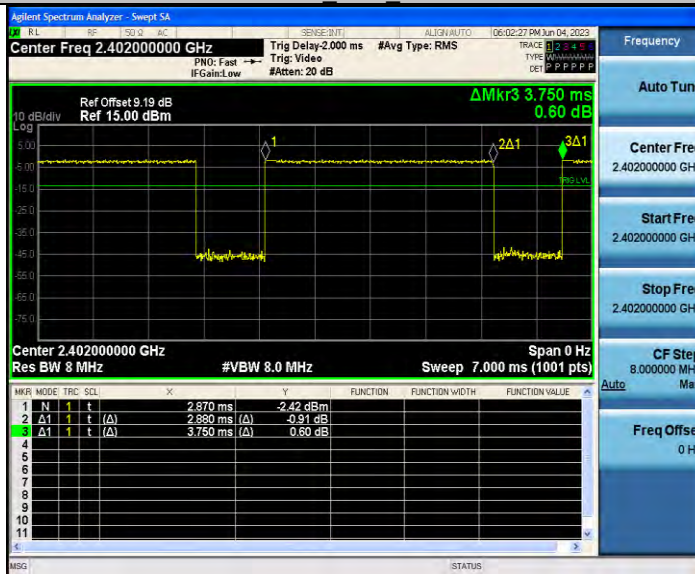 Agilent Spectrum Analyzer - Swept SA
RL RF 50 Ω AC SENSE:INT ALIGN AUTO 06:02:27 PM Jun 04, 2023
Center Freq 2.402000000 GHz
PNO: Fast
IFGain:Low
Trig Delay-2.000 ms
Trig: Video
#Atten: 20 dB
#Avg Type: RMS
TRACE 1 2 3 4 5 6
TYPE
DET P P P P P P
Frequency
Auto Tun
Center Fre
2.402000000 GH
Start Fre
2.402000000 GH
Stop Fre
2.402000000 GH
CF Step
8.000000 MH
Auto Ma
Freq Offse
0 H
ΔMkr3 3.750 ms
0.60 dB
Ref Offset 9.19 dB
10 dB/div Ref 15.00 dBm
Log
1
2Δ1
3Δ1
TRIG LVL
5.00
-5.00
-15.0
-25.0
-35.0
-45.0
-55.0
-65.0
-75.0
Center 2.402000000 GHz Span 0 Hz
Res BW 8 MHz #VBW 8.0 MHz Sweep 7.000 ms (1001 pts)
MKR MODE TRC SCL X Y FUNCTION FUNCTION WIDTH FUNCTION VALUE
1 N 1 t 2.870 ms -2.42 dBm
2 Δ1 1 t (Δ) 2.880 ms (Δ) -0.91 dB
3 Δ1 1 t (Δ) 3.750 ms (Δ) 0.60 dB
4
5
6
7
8
9
10
11
MSG STATUS